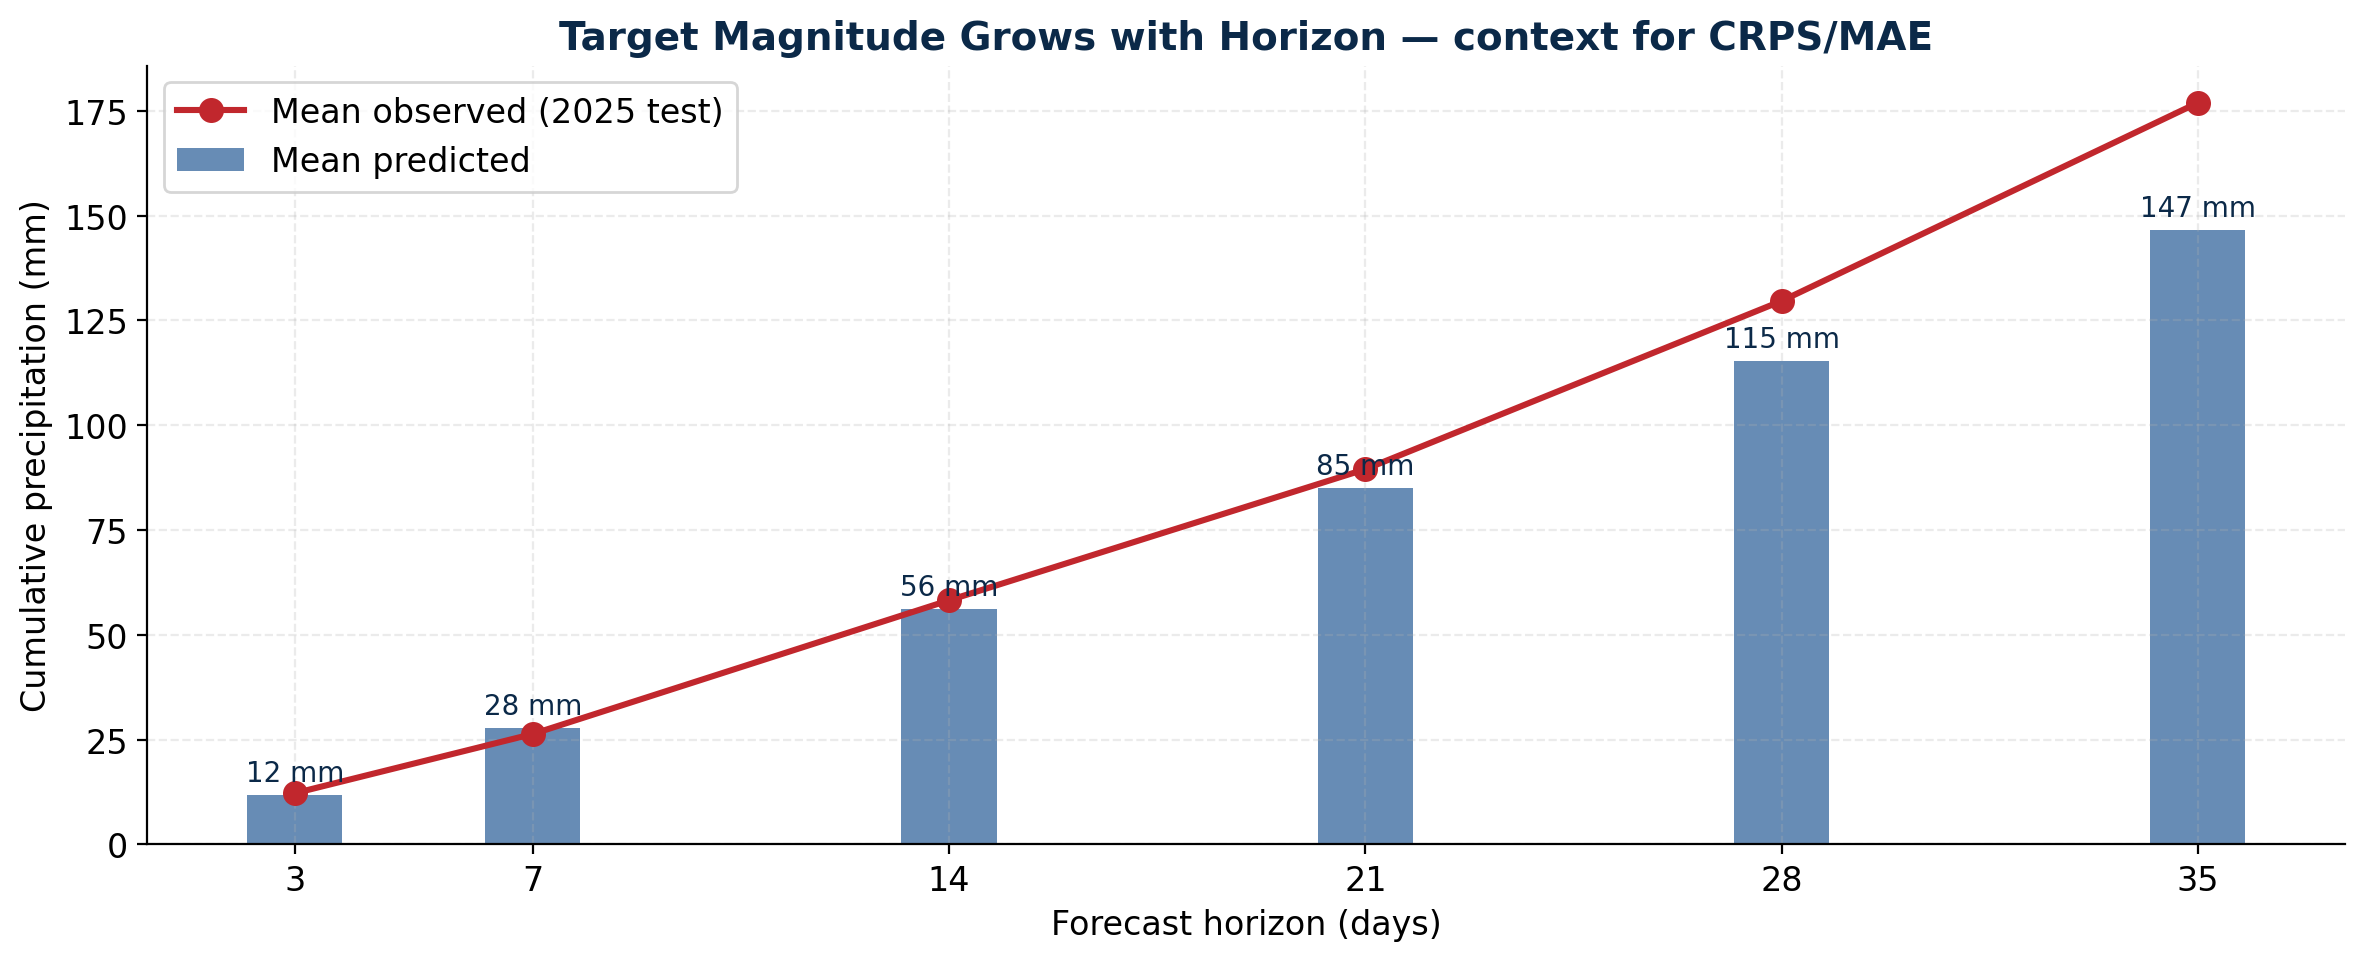 Target Magnitude Grows with Horizon — context for CRPS/MAE
Mean observed (2025 test)
Mean predicted
Cumulative precipitation (mm)
175
150
125
100
75
50
25
0
12 mm
28 mm
56 mm
85 mm
115 mm
147 mm
3 7 14 21 28 35
Forecast horizon (days)